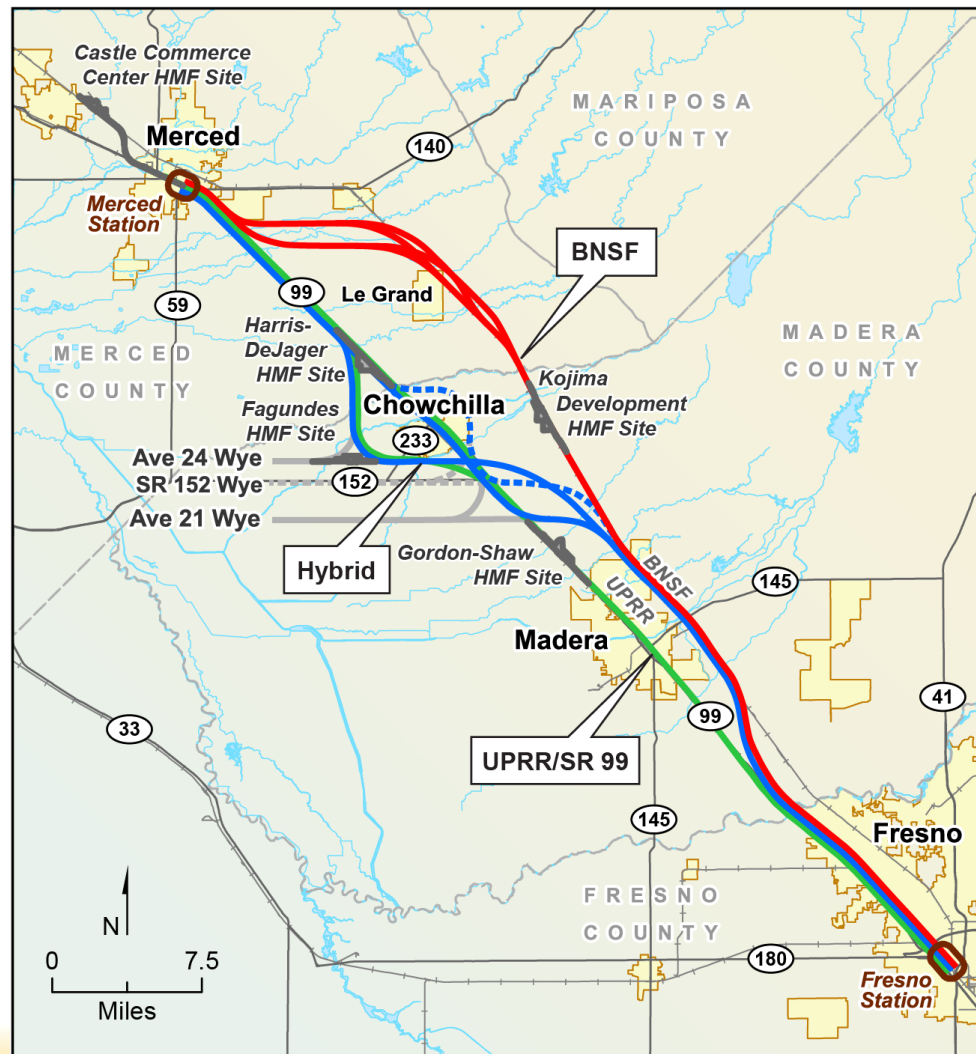 Castle Commerce
Center HMF Site
MARIPOSA
COUNTY
Merced
140
Merced
Station
BNSF
99
Le Grand
59
MADERA
COUNTY
Harris-
DeJager
HMF Site
MERCED
COUNTY
Kojima
Development
HMF Site
Chowchilla
Fagundes
HMF Site
233
Ave 24 Wye
152
SR 152 Wye
Ave 21 Wye
Gordon-Shaw
HMF Site
Hybrid
BNSF
UPRR
145
Madera
41
99
33
UPRR/SR 99
145
Fresno
FRESNO
COUNTY
N
180
0 7.5
Miles
Fresno
Station